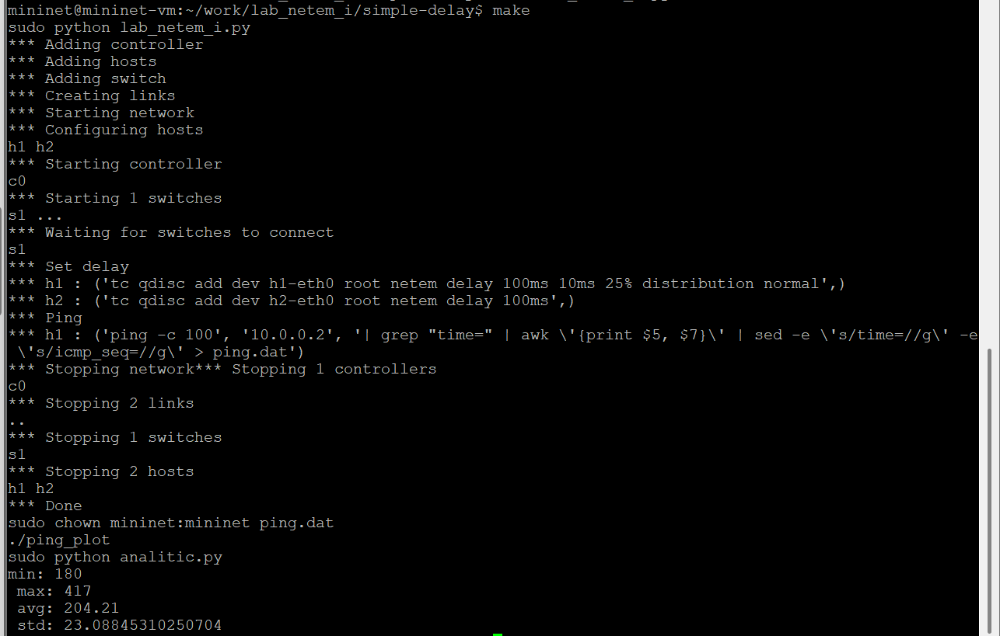 mininet@mininet-vm:~/work/lab_netem_i/simple-delay$ make
sudo python lab_netem_i.py
*** Adding controller
*** Adding hosts
*** Adding switch
*** Creating links
*** Starting network
*** Configuring hosts
h1 h2
*** Starting controller
c0
*** Starting 1 switches
s1 ...
*** Waiting for switches to connect
s1
*** Set delay
*** h1 : ('tc qdisc add dev h1-eth0 root netem delay 100ms 10ms 25% distribution normal',)
*** h2 : ('tc qdisc add dev h2-eth0 root netem delay 100ms',)
*** Ping
*** h1 : ('ping -c 100', '10.0.0.2', '| grep "time=" | awk \'{print $5, $7}\' | sed -e \'s/time=//g\' -e
 \'s/icmp_seq=//g\' > ping.dat')
*** Stopping network*** Stopping 1 controllers
c0
*** Stopping 2 links
..
*** Stopping 1 switches
s1
*** Stopping 2 hosts
h1 h2
*** Done
sudo chown mininet:mininet ping.dat
./ping_plot
sudo python analitic.py
min: 180
 max: 417
 avg: 204.21
 std: 23.08845310250704